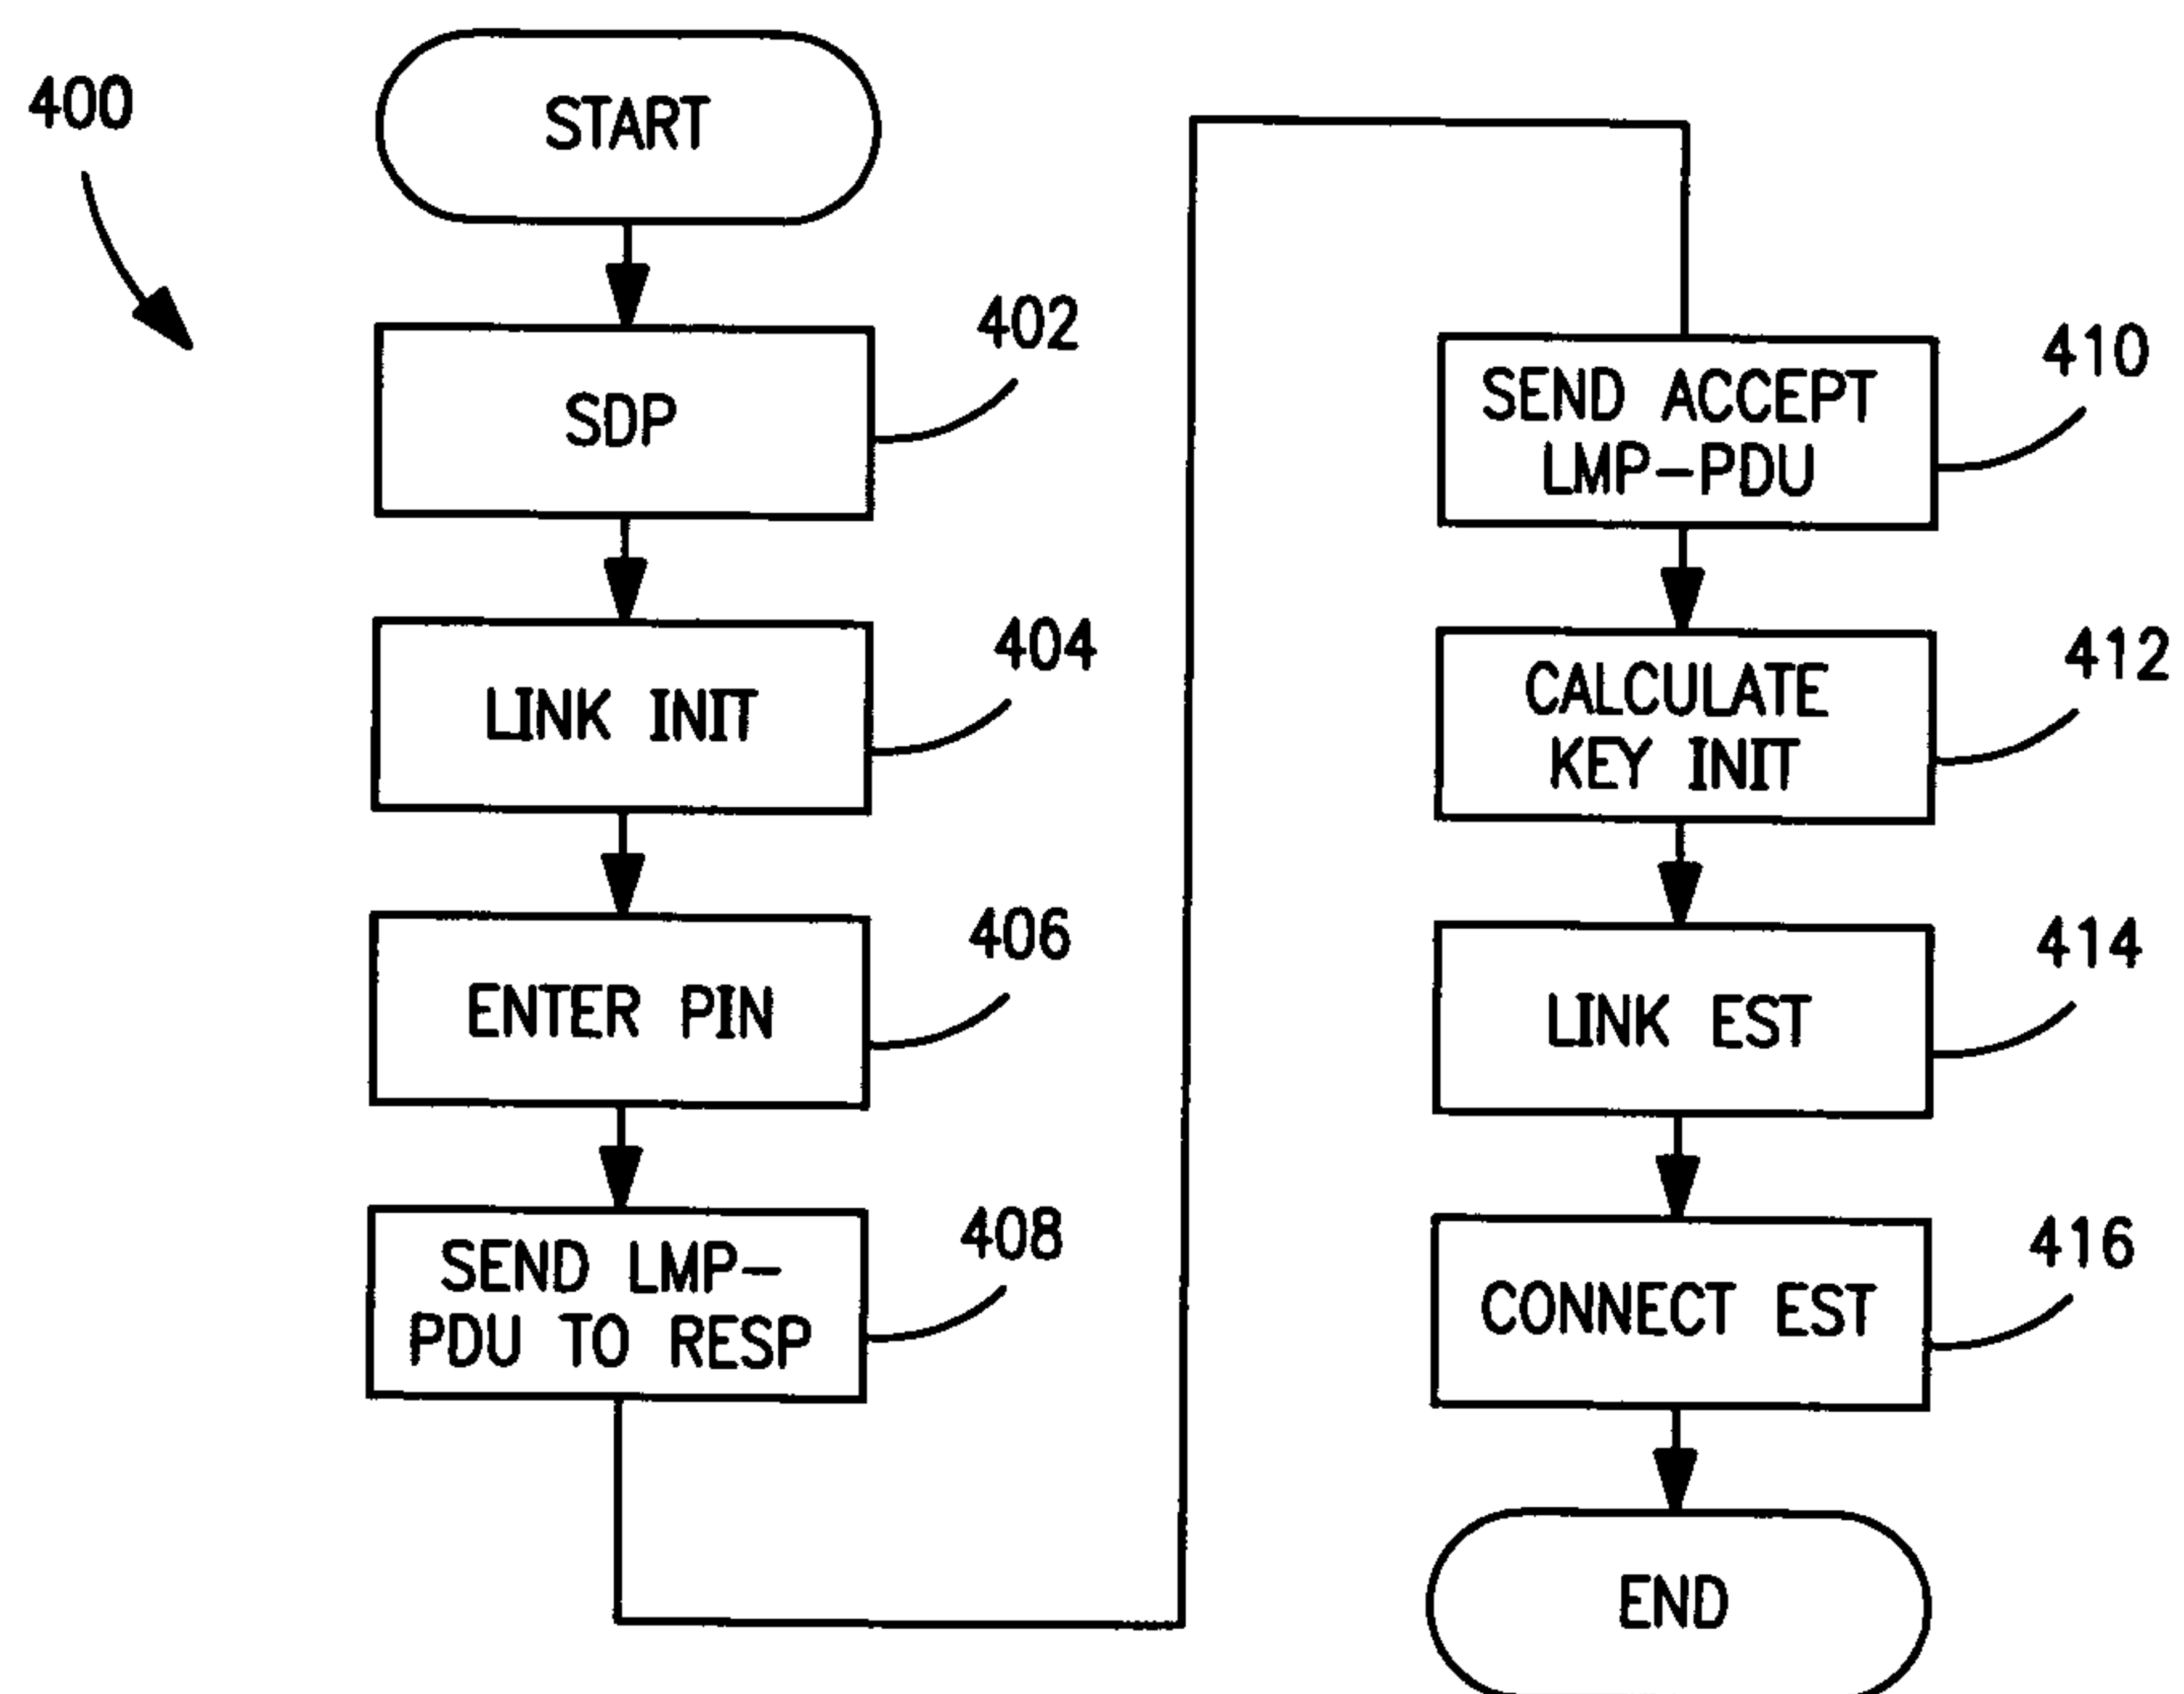 400
START
SDP
402
LINK INIT
404
ENTER PIN
406
SEND LMP-
PDU TO RESP
408
SEND ACCEPT
LMP-PDU
410
CALCULATE
KEY INIT
412
LINK EST
414
CONNECT EST
416
END